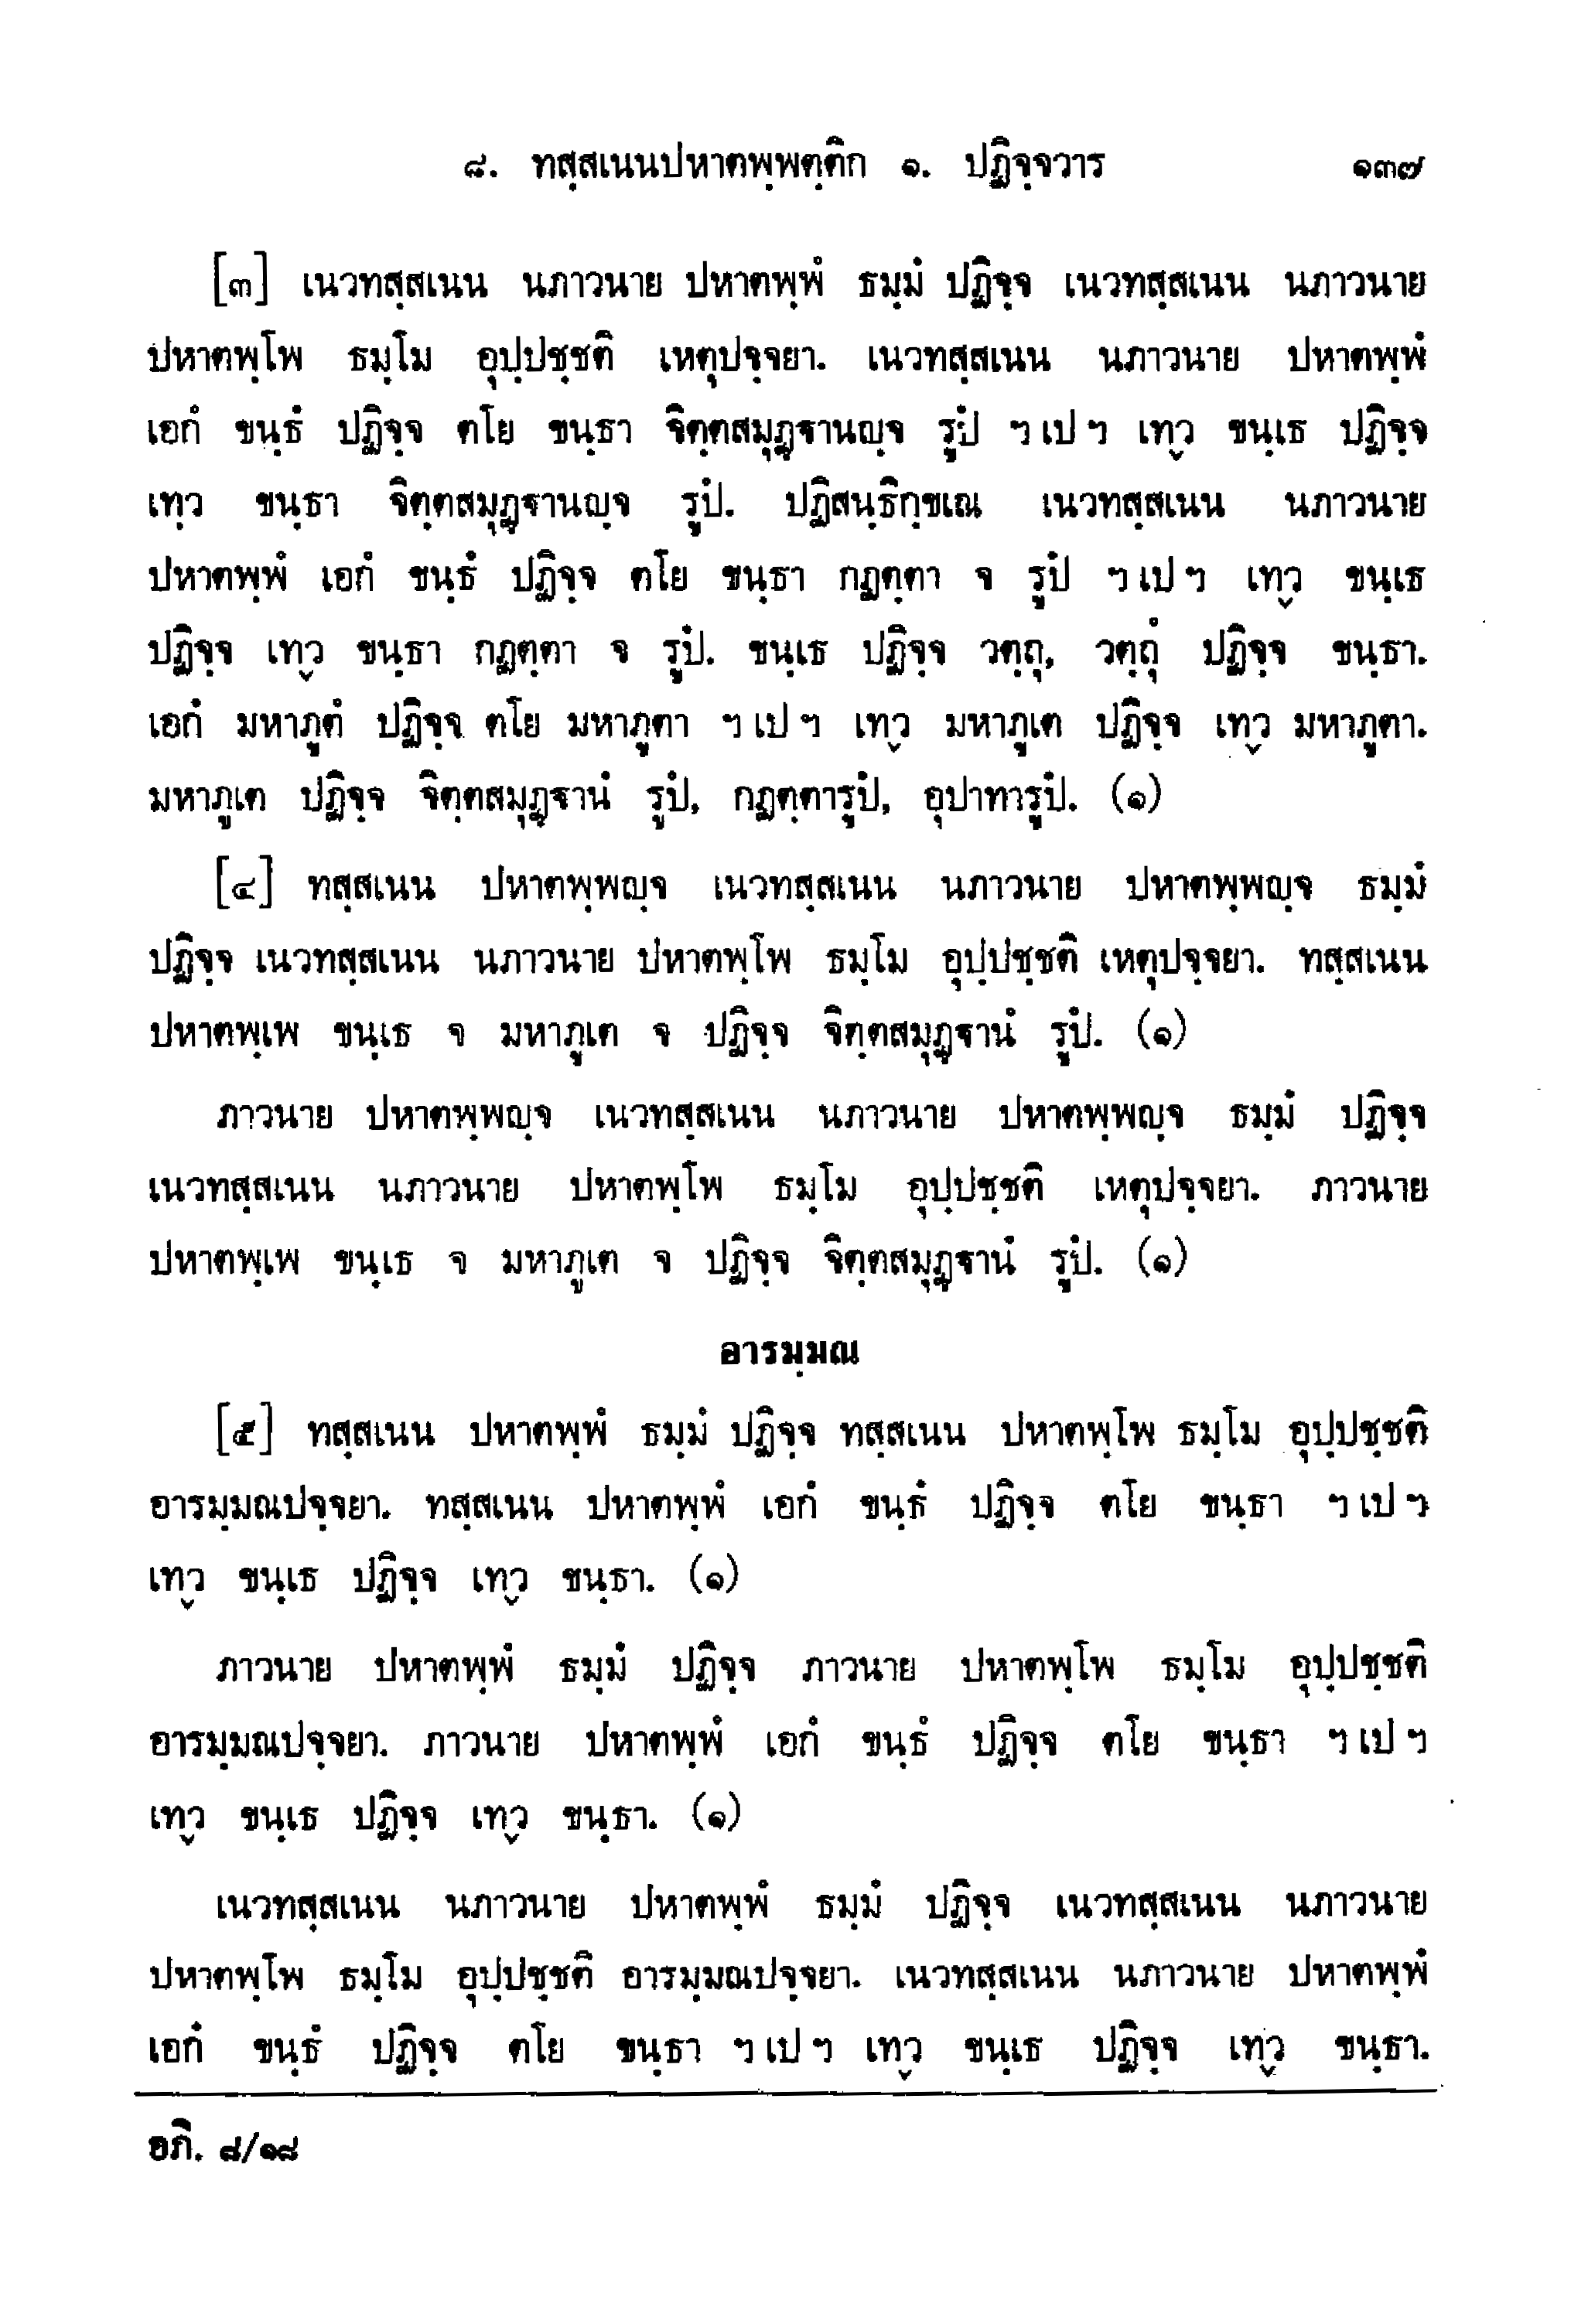 ๘. ทสฺสเนนปหาตพฺพตฺติก ๑. ปฏิจฺจวาร ๑๓๗
[๓] เนวทสฺสเนน นภาวนาย ปหาตพฺพํ ธมฺมํ ปฏิจฺจ เนวทสฺสเนน นภาวนาย
ปหาตพฺโพ ธมฺโม อุปฺปชฺชติ เหตุปจฺจยา. เนวทสฺสเนน นภาวนาย ปหาตพฺพํ
เอกํ ขนฺธํ ปฏิจฺจ ตโย ขนฺธา จิตฺตสมุฏฺฐานญฺจ รูปํ ฯ เป ฯ เทฺว ขนฺเธ ปฏิจฺจ
เทฺว ขนฺธา จิตฺตสมุฏฺฐานญฺจ รูปํ. ปฏิสนฺธิกฺขเณ เนวทสฺสเนน นภาวนาย
ปหาตพฺพํ เอกํ ขนฺธํ ปฏิจฺจ ตโย ขนฺธา กฏตฺตา จ รูปํ ฯ เป ฯ เทฺว ขนฺเธ
ปฏิจฺจ เทฺว ขนฺธา กฏตฺตา จ รูปํ. ขนฺเธ ปฏิจฺจ วตฺถุ, วตฺถุํ ปฏิจฺจ ขนฺธา.
เอกํ มหาภูตํ ปฏิจฺจ ตโย มหาภูตา ฯ เป ฯ เทฺว มหาภูเต ปฏิจฺจ เทฺว มหาภูตา.
มหาภูเต ปฏิจฺจ จิตฺตสมุฏฺฐานํ รูปํ, กฏตฺตารูปํ, อุปาทารูปํ. (๑)
[๔] ทสฺสเนน ปหาตพฺพญฺจ เนวทสฺสเนน นภาวนาย ปหาตพฺพญฺจ ธมฺมํ
ปฏิจฺจ เนวทสฺสเนน นภาวนาย ปหาตพฺโพ ธมฺโม อุปฺปชฺชติ เหตุปจฺจยา. ทสฺสเนน
ปหาตพฺเพ ขนฺเธ จ มหาภูเต จ ปฏิจฺจ จิตฺตสมุฏฺฐานํ รูปํ. (๑)
ภาวนาย ปหาตพฺพญฺจ เนวทสฺสเนน นภาวนาย ปหาตพฺพญฺจ ธมฺมํ ปฏิจฺจ
เนวทสฺสเนน นภาวนาย ปหาตพฺโพ ธมฺโม อุปฺปชฺชติ เหตุปจฺจยา. ภาวนาย
ปหาตพฺเพ ขนฺเธ จ มหาภูเต จ ปฏิจฺจ จิตฺตสมุฏฺฐานํ รูปํ. (๑)
อารมฺมณ
[๕] ทสฺสเนน ปหาตพฺพํ ธมฺมํ ปฏิจฺจ ทสฺสเนน ปหาตพฺโพ ธมฺโม อุปฺปชฺชติ
อารมฺมณปจฺจยา. ทสฺสเนน ปหาตพฺพํ เอกํ ขนฺธํ ปฏิจฺจ ตโย ขนฺธา ฯ เป ฯ
เทฺว ขนฺเธ ปฏิจฺจ เทฺว ขนฺธา. (๑)
ภาวนาย ปหาตพฺพํ ธมฺมํ ปฏิจฺจ ภาวนาย ปหาตพฺโพ ธมฺโม อุปฺปชฺชติ
อารมฺมณปจฺจยา. ภาวนาย ปหาตพฺพํ เอกํ ขนฺธํ ปฏิจฺจ ตโย ขนฺธา ฯ เป ฯ
เทฺว ขนฺเธ ปฏิจฺจ เทฺว ขนฺธา. (๑)
เนวทสฺสเนน นภาวนาย ปหาตพฺพํ ธมฺมํ ปฏิจฺจ เนวทสฺสเนน นภาวนาย
ปหาตพฺโพ ธมฺโม อุปฺปชฺชติ อารมฺมณปจฺจยา. เนวทสฺสเนน นภาวนาย ปหาตพฺพํ
เอกํ ขนฺธํ ปฏิจฺจ ตโย ขนฺธา ฯ เป ฯ เทฺว ขนฺเธ ปฏิจฺจ เทฺว ขนฺธา.
อภิ. ๘/๑๘